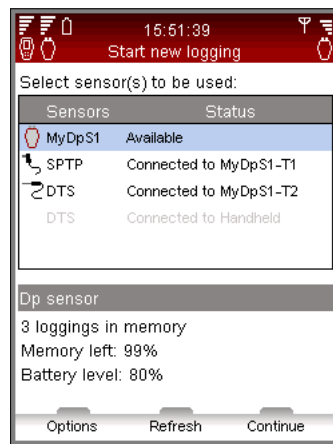 15:51:39
Start new logging
Select sensor(s) to be used:
Sensors Status
MyDpS1 Available
SPTP Connected to MyDpS1-T1
DTS Connected to MyDpS1-T2
DTS Connected to Handheld
Dp sensor
3 loggings in memory
Memory left: 99%
Battery level: 80%
Options Refresh Continue